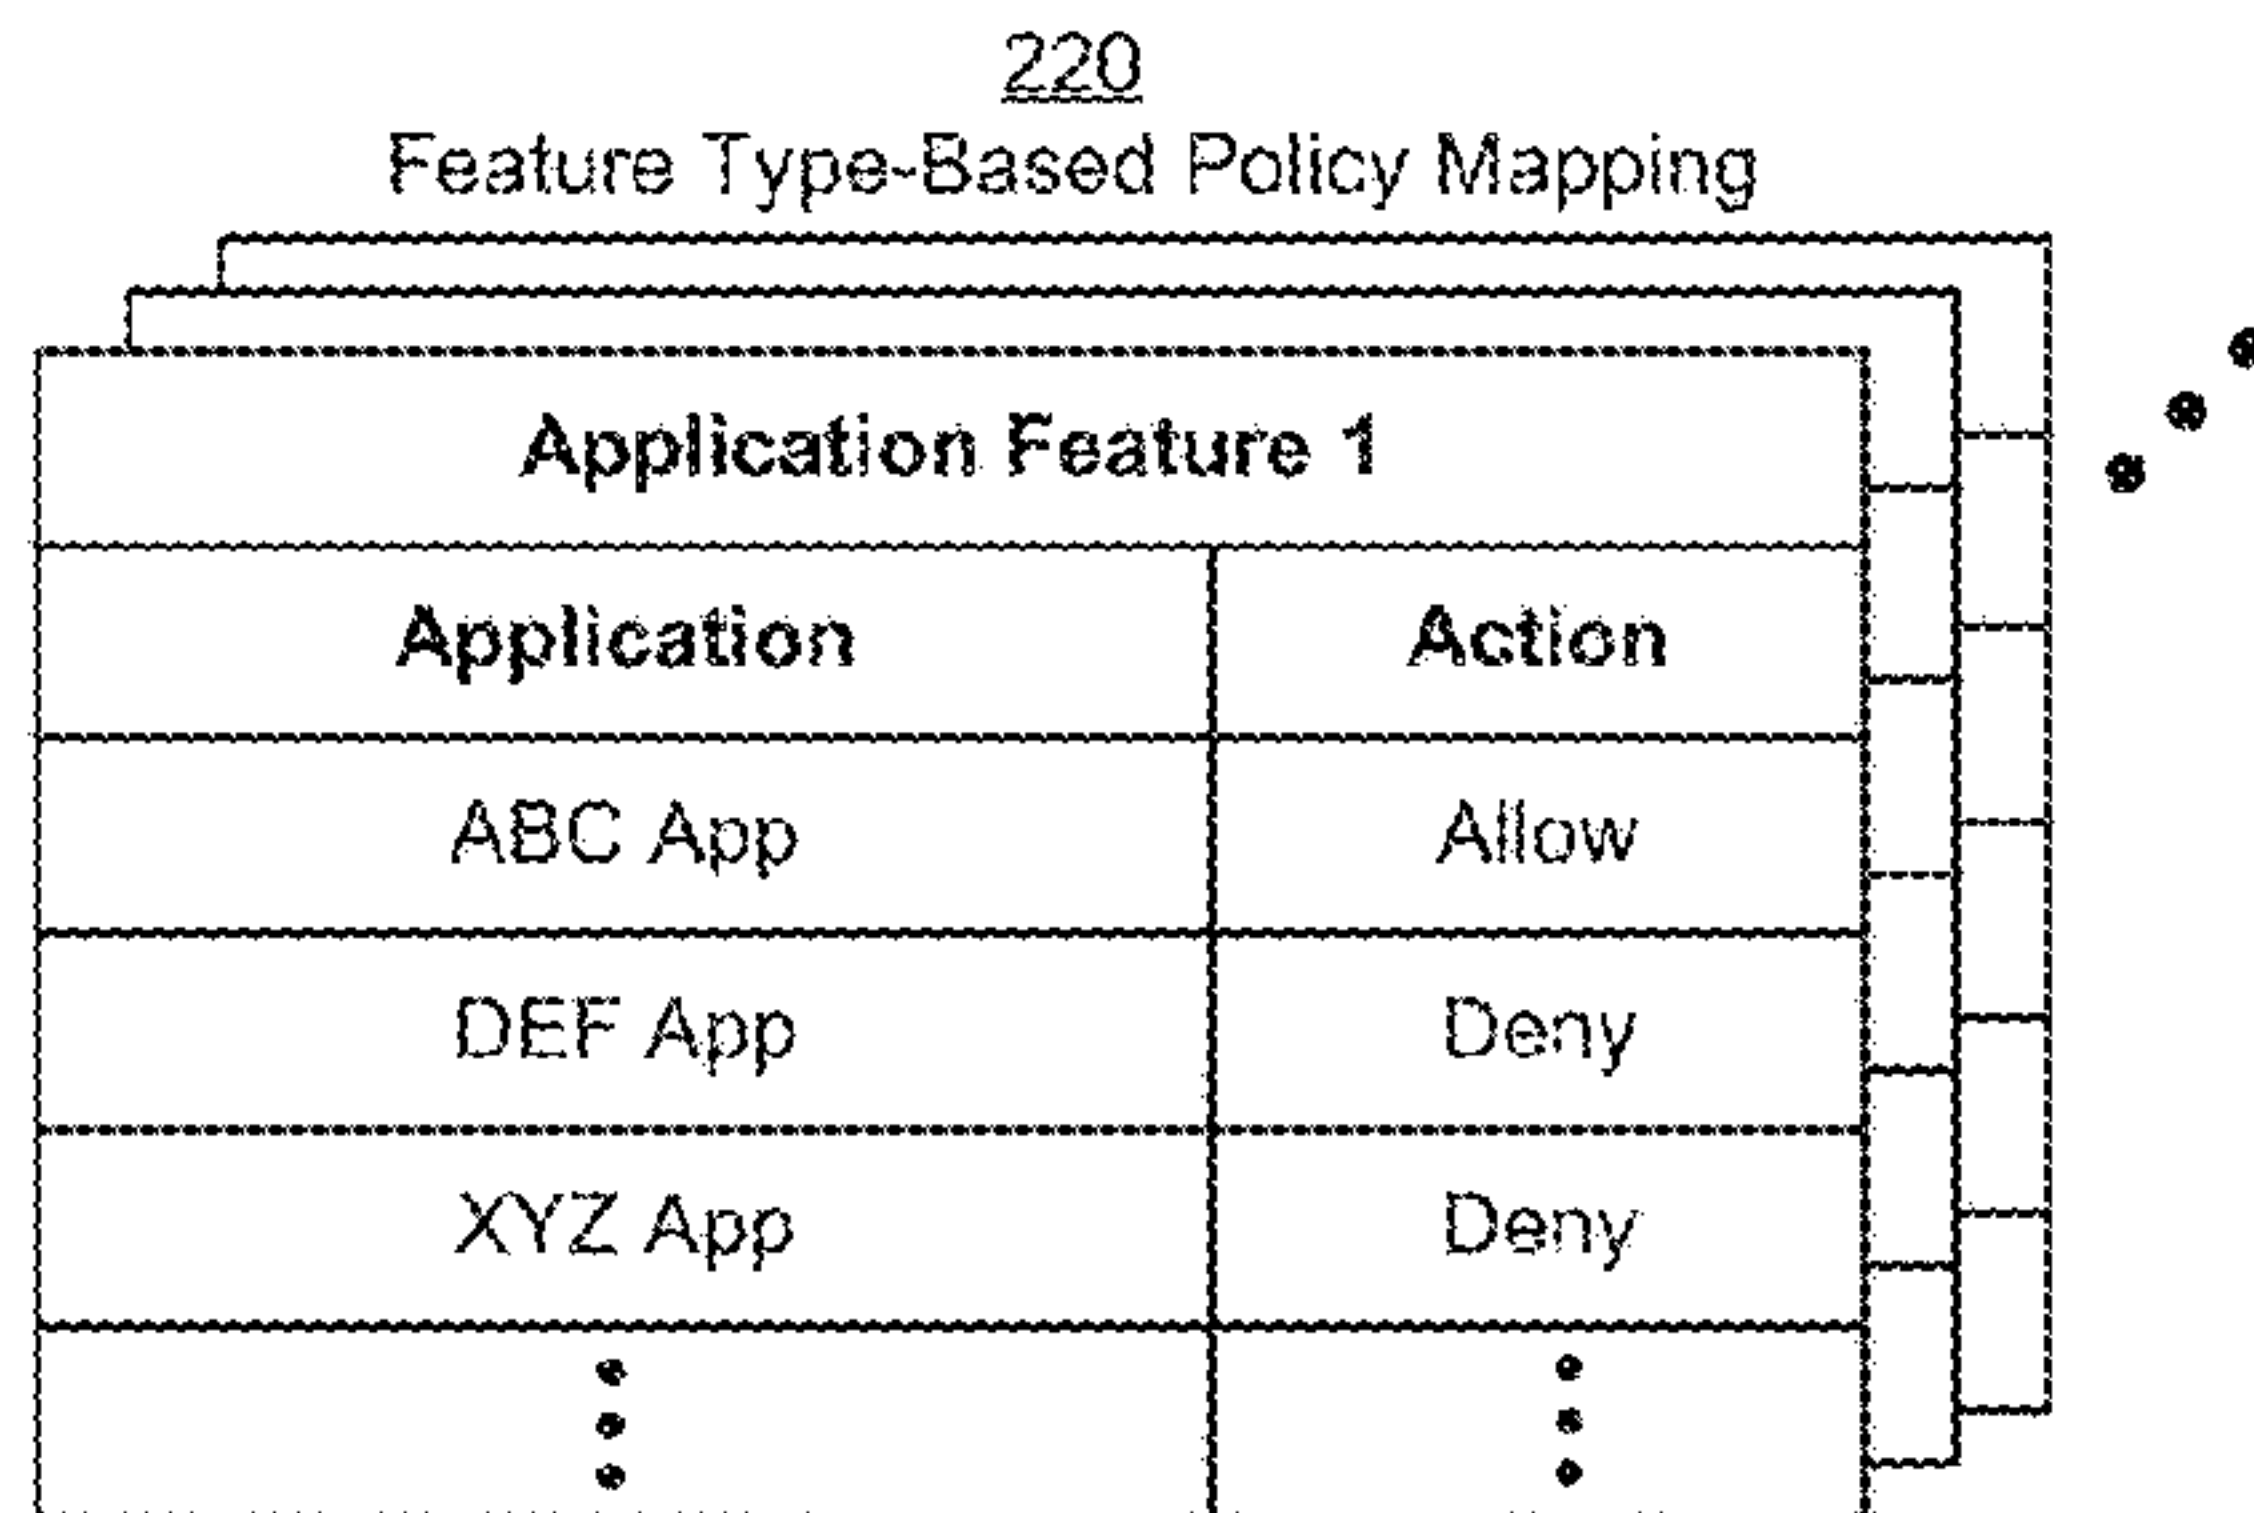 220
Feature Type-Based Policy Mapping
Application Feature 1
Application Action
ABC App Allow
DEF App Deny
XYZ App Deny